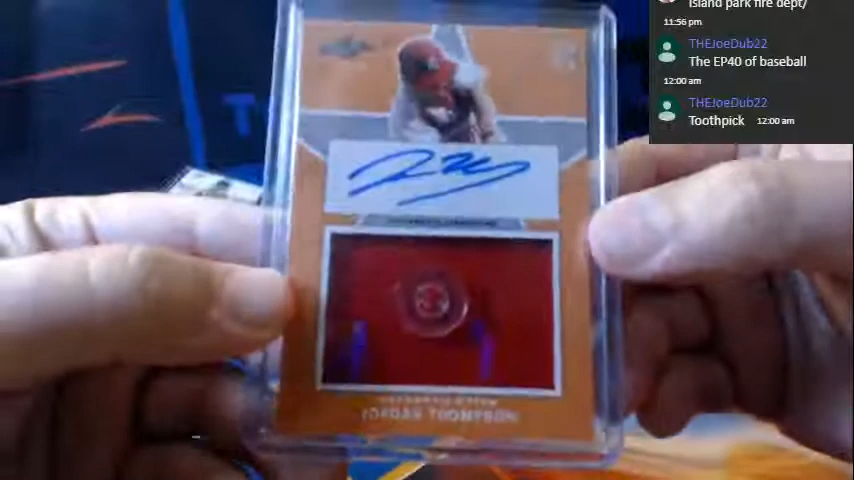 island park fire dept/
11:56 pm
THEJoeDub22
The EP40 of baseball
12:00 am
THEJoeDub22
Toothpick 12:00 am
JORDAN THOMPSON